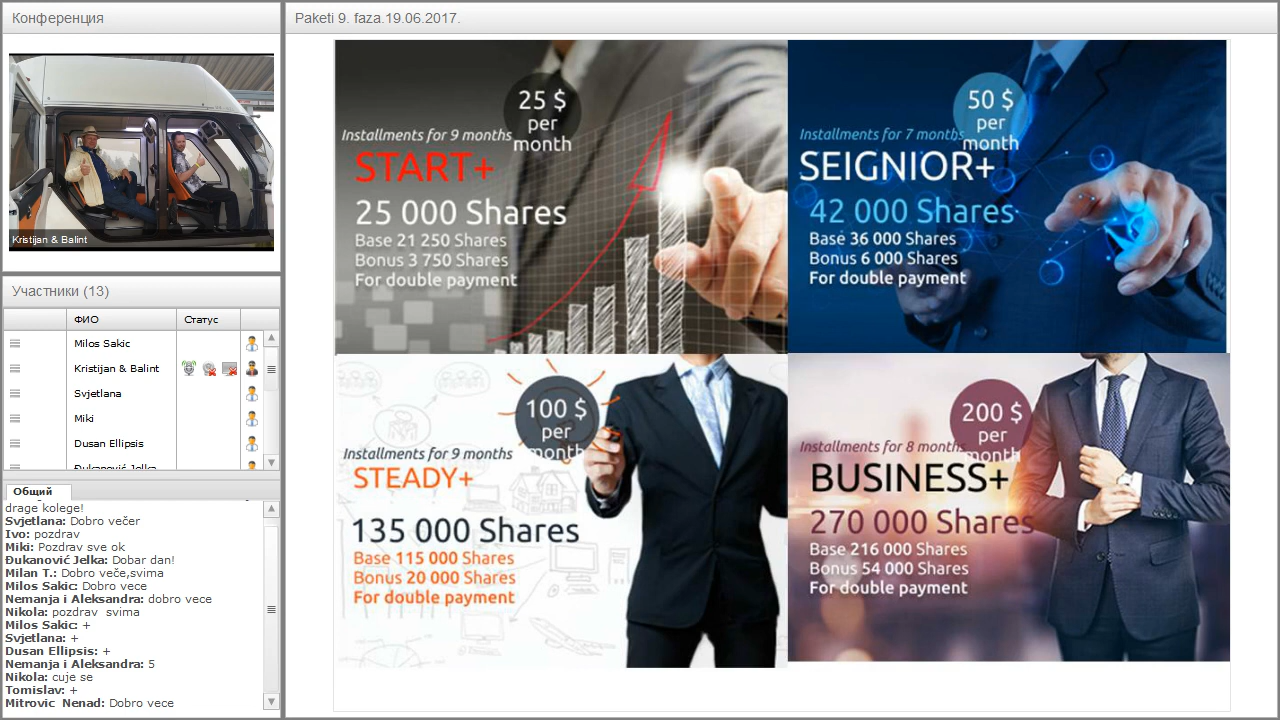 Конференция
Kristijan & Balint
Участники (13)
ФИО
Статус
Milos Sakic
Kristijan & Balint
Svjetlana
Miki
Dusan Ellipsis
Đukanović Jelka
Общий
drage kolege!
Svjetlana: Dobro večer
Ivo: pozdrav
Miki: Pozdrav sve ok
Đukanović Jelka: Dobar dan!
Milan T.: Dobro veče,svima
Milos Sakic: Dobro vece
Nemanja i Aleksandra: dobro vece
Nikola: pozdrav  svima
Milos Sakic: +
Svjetlana: +
Dusan Ellipsis: +
Nemanja i Aleksandra: 5
Nikola: cuje se
Tomislav: +
Mitrovic  Nenad: Dobro vece
Paketi 9. faza.19.06.2017.
25 $
per
month
Installments for 9 months
START+
25 000 Shares
Base 21 250 Shares
Bonus 3 750 Shares
For double payment
50 $
per
month
Installments for 7 months
SEIGNIOR+
42 000 Shares
Base 36 000 Shares
Bonus 6 000 Shares
For double payment
100 $
per
month
Installments for 9 months
STEADY+
135 000 Shares
Base 115 000 Shares
Bonus 20 000 Shares
For double payment
200 $
per
month
Installments for 8 months
BUSINESS+
270 000 Shares
Base 216 000 Shares
Bonus 54 000 Shares
For double payment